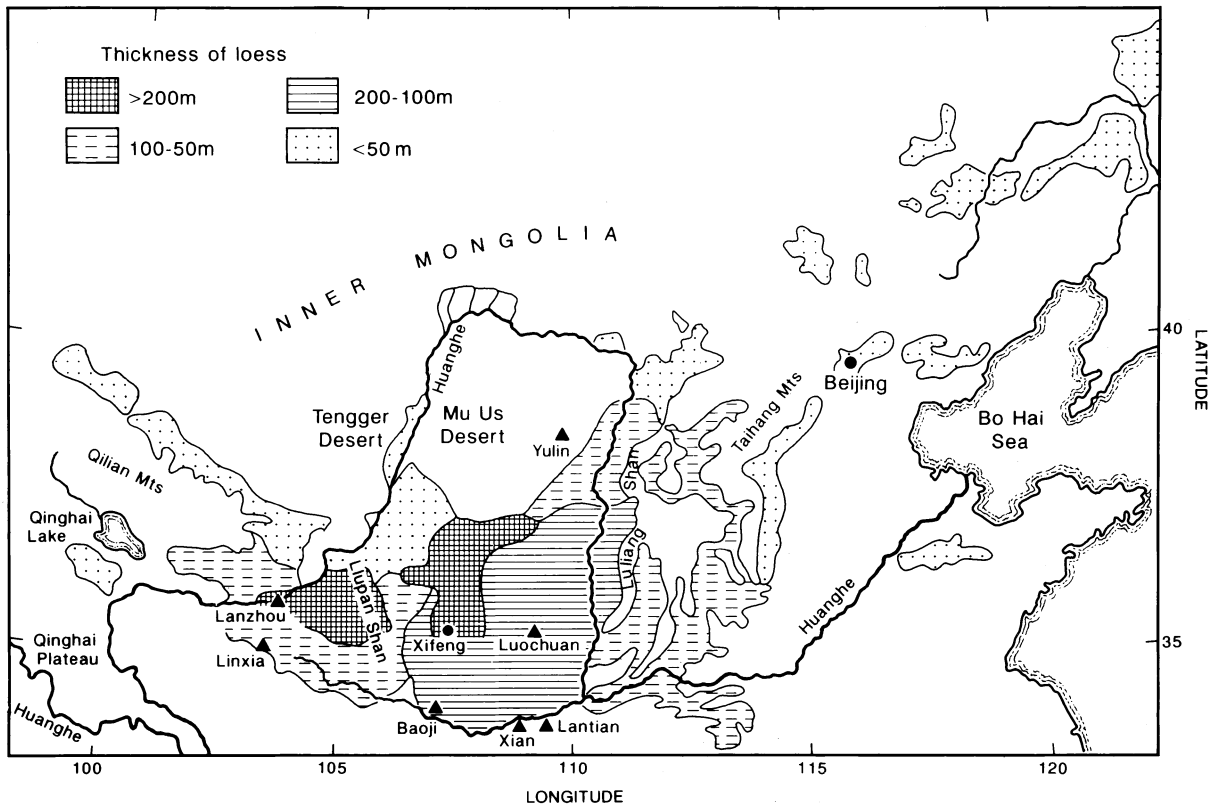 Thickness of loess
>200m
200-100m
100-50m
<50 m
INNER MONGOLIA
Huanghe
Tengger
Desert
Mu Us
Desert
Yulin
Taihang Mts
Beijing
Bo Hai
Sea
Qilian Mts
Qinghai
Lake
Luliang Shan
Liupan Shan
Lanzhou
Linxia
Xifeng
Luochuan
Huanghe
Qinghai
Plateau
Huanghe
Baoji
Xian
Lantian
40
35
LATITUDE
100
105
110
115
120
LONGITUDE